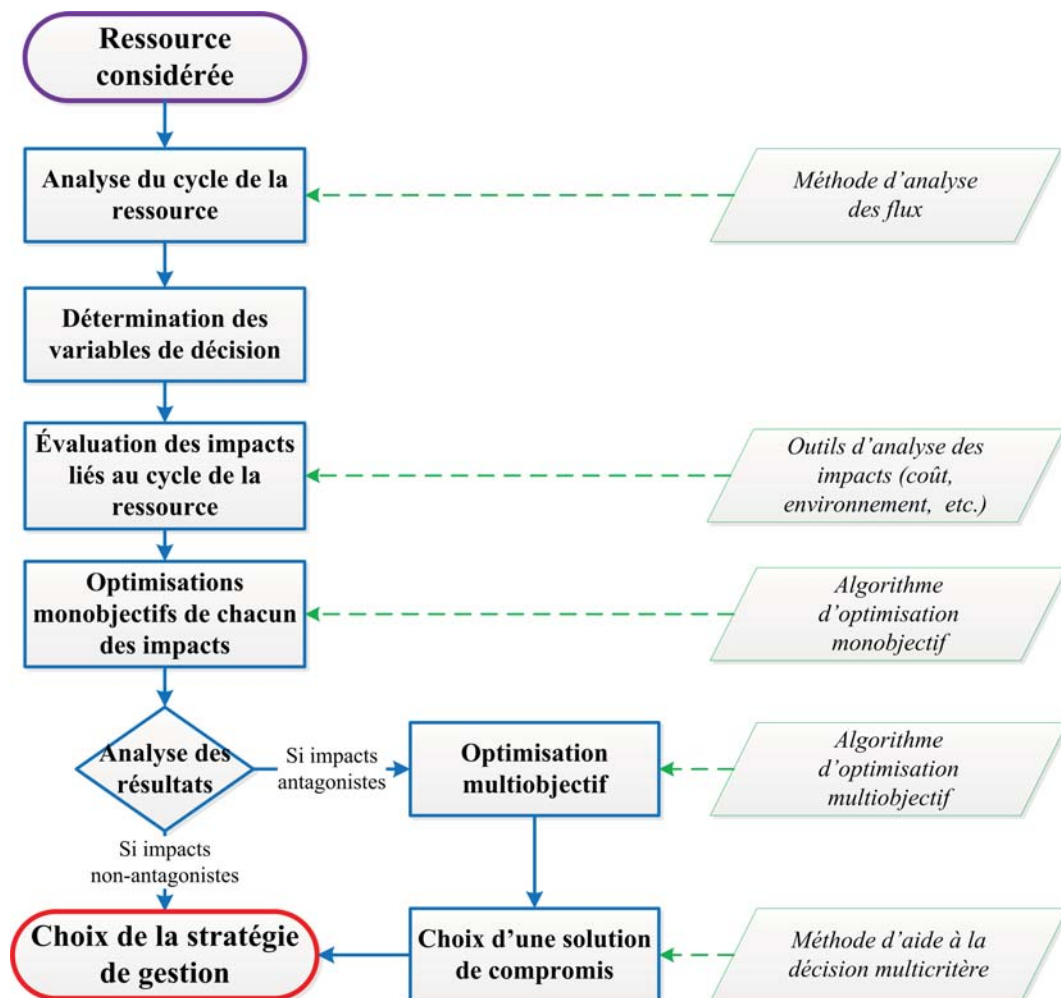 Ressource
considérée
Analyse du cycle de la
ressource
Méthode d'analyse
des flux
Détermination des
variables de décision
Évaluation des impacts
liés au cycle de la
ressource
Outils d'analyse des
impacts (coût,
environnement, etc.)
Optimisations
monobjectifs de chacun
des impacts
Algorithme
d'optimisation
monobjectif
Analyse des
résultats
Si impacts
antagonistes
Optimisation
multiobjectif
Algorithme
d'optimisation
multiobjectif
Si impacts
non-antagonistes
Choix de la stratégie
de gestion
Choix d'une solution
de compromis
Méthode d'aide à la
décision multicritère